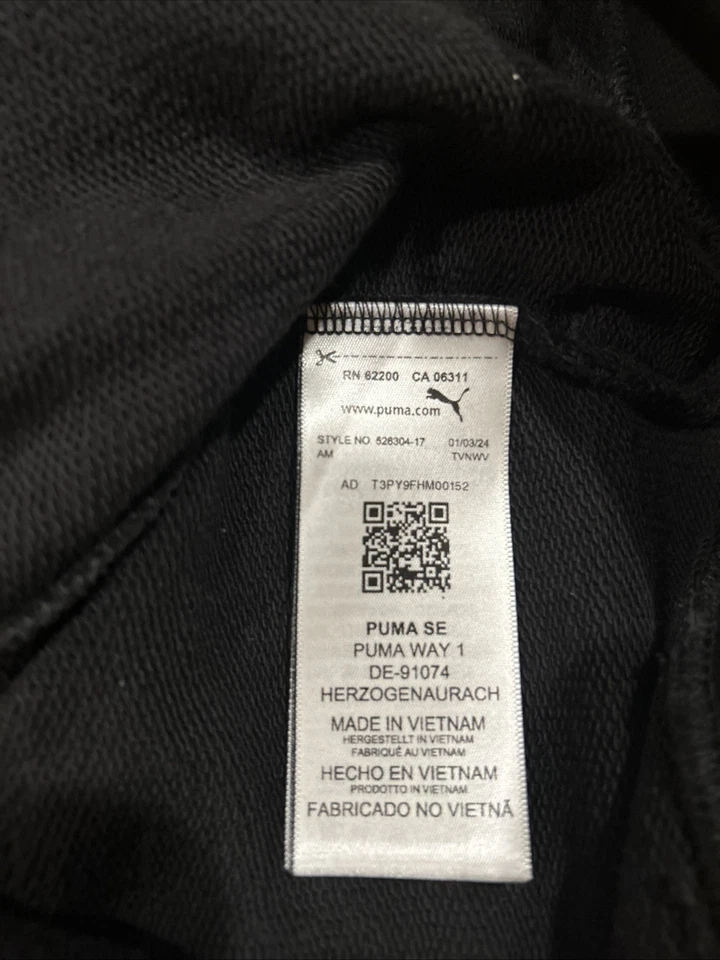 RN 62200 CA 06311
www.puma.com
STYLE NO. 526304-17 01/03/24
AM TVNWV
AD T3PY9FHM00152
PUMA SE
PUMA WAY 1
DE-91074
HERZOGENAURACH
MADE IN VIETNAM
HERGESTELLT IN VIETNAM
FABRIQUÉ AU VIETNAM
HECHO EN VIETNAM
PRODOTTO IN VIETNAM
FABRICADO NO VIETNÃ